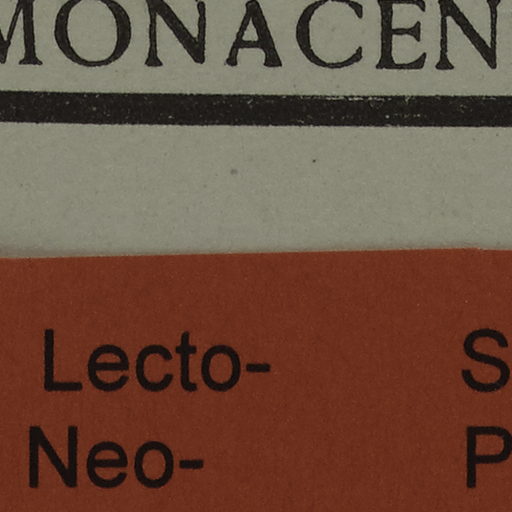 MONACEN
Lecto- S
Neo- P